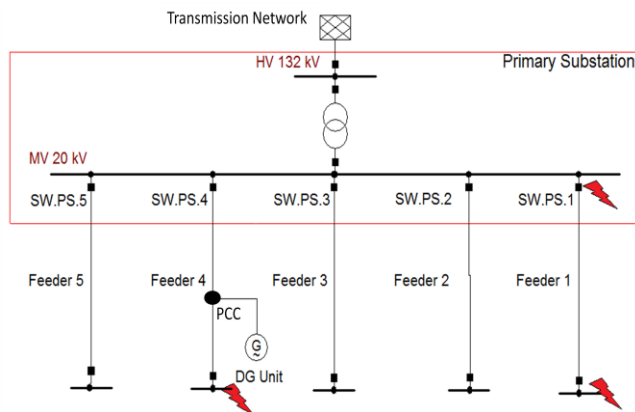 Transmission Network
HV 132 kV
Primary Substation
MV 20 kV
SW.PS.5
SW.PS.4
SW.PS.3
SW.PS.2
SW.PS.1
Feeder 5
Feeder 4
Feeder 3
Feeder 2
Feeder 1
PCC
G
~
DG Unit